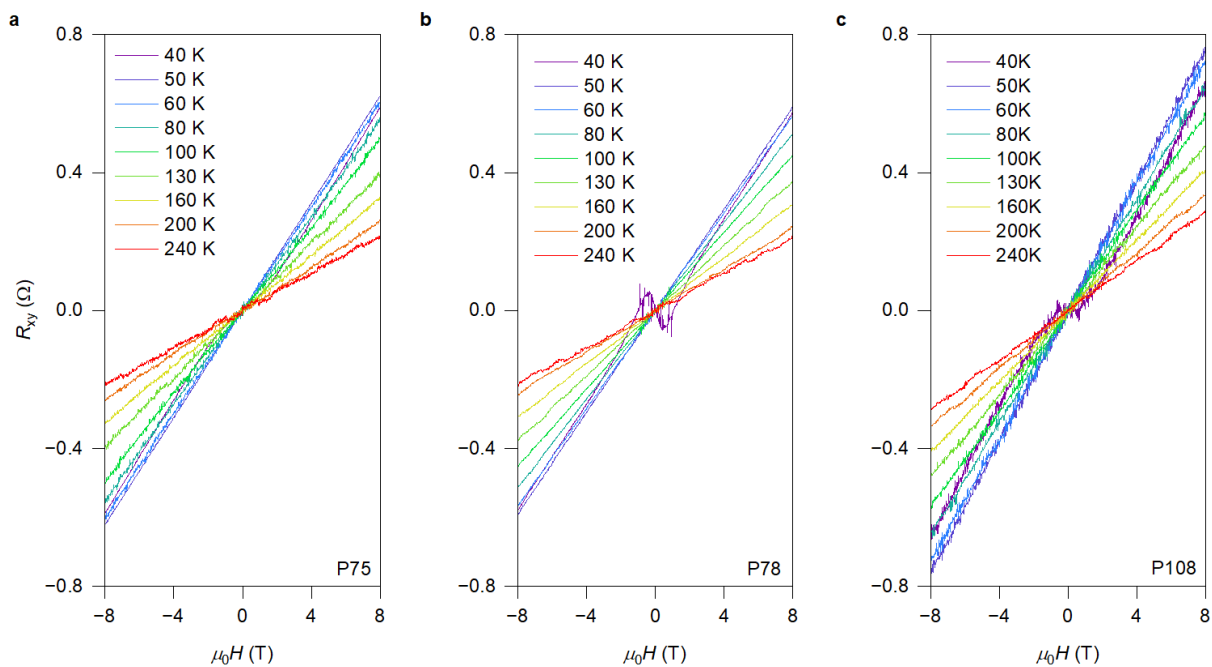 a
0.8
0.4
0.0
−0.4
−0.8
R_xy (Ω)
40 K
50 K
60 K
80 K
100 K
130 K
160 K
200 K
240 K
P75
−8
−4
0
4
8
μ₀H (T)
b
0.8
0.4
0.0
−0.4
−0.8
40 K
50 K
60 K
80 K
100 K
130 K
160 K
200 K
240 K
P78
−8
−4
0
4
8
μ₀H (T)
c
0.8
0.4
0.0
−0.4
−0.8
40K
50K
60K
80K
100K
130K
160K
200K
240K
P108
−8
−4
0
4
8
μ₀H (T)